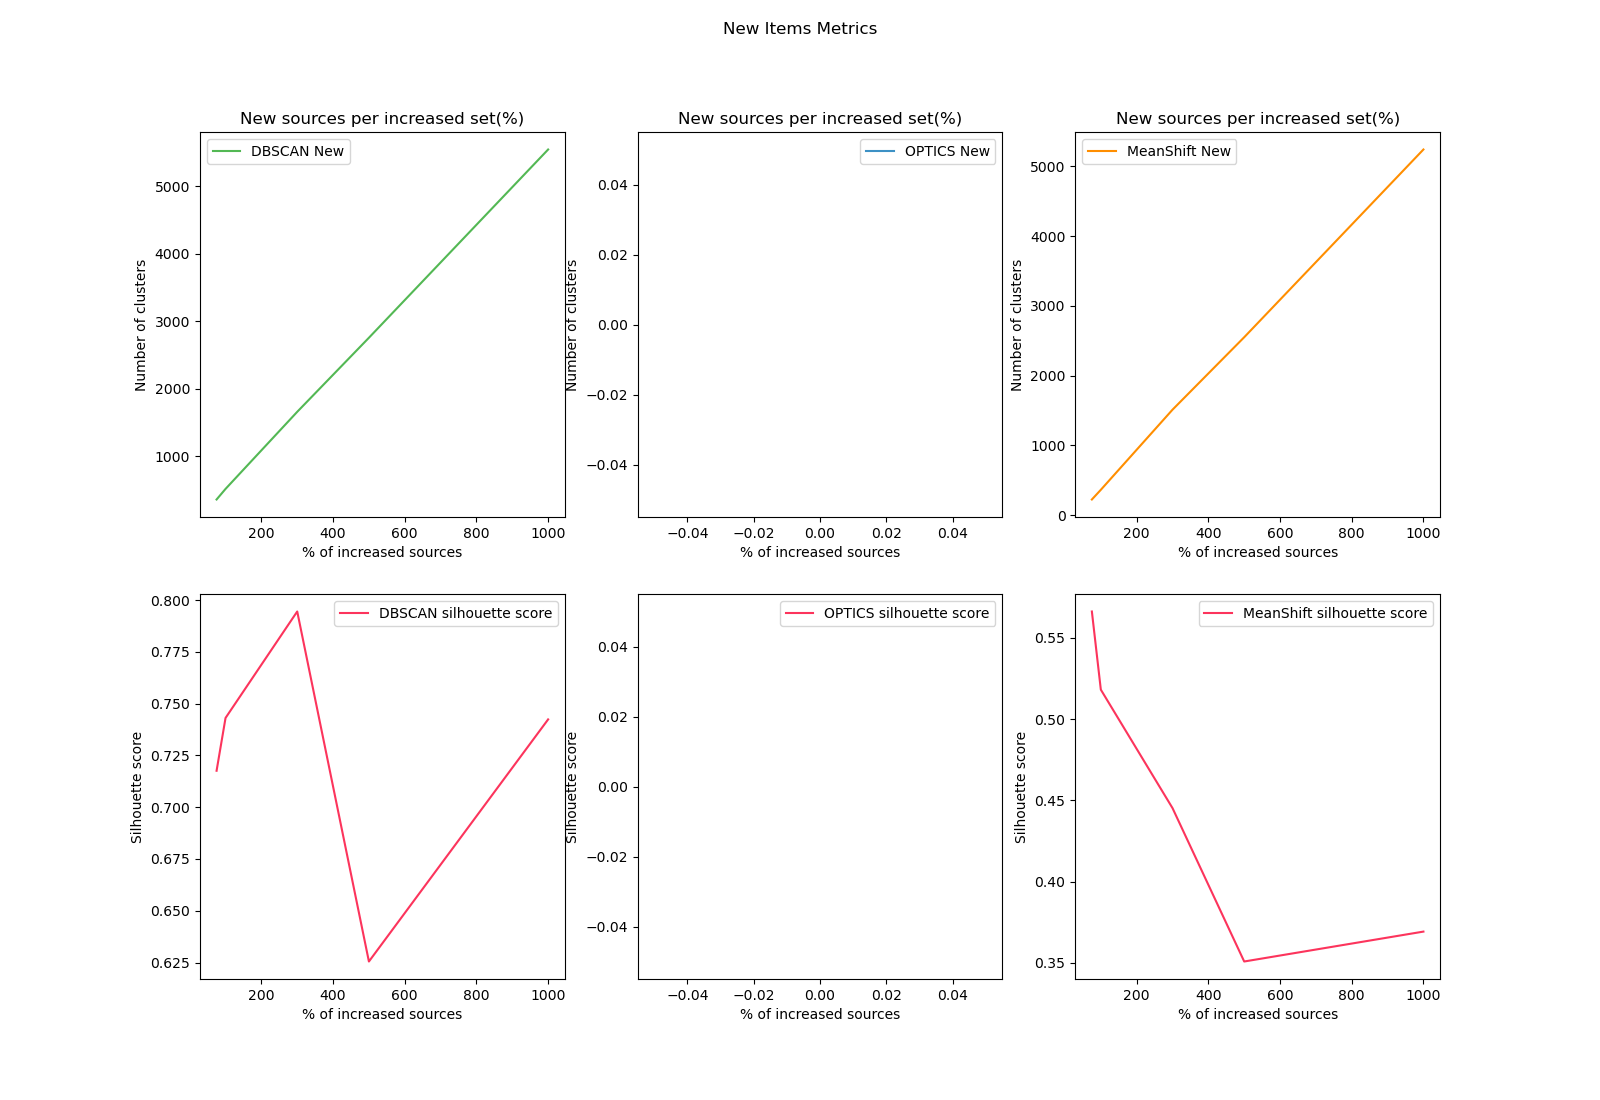 New Items Metrics
New sources per increased set(%)
DBSCAN New
Number of clusters
5000
4000
3000
2000
1000
200 400 600 800 1000
% of increased sources
New sources per increased set(%)
OPTICS New
Number of clusters
0.04
0.02
0.00
−0.02
−0.04
−0.04 −0.02 0.00 0.02 0.04
% of increased sources
New sources per increased set(%)
MeanShift New
Number of clusters
5000
4000
3000
2000
1000
0
200 400 600 800 1000
% of increased sources
DBSCAN silhouette score
Silhouette score
0.800
0.775
0.750
0.725
0.700
0.675
0.650
0.625
200 400 600 800 1000
% of increased sources
OPTICS silhouette score
Silhouette score
0.04
0.02
0.00
−0.02
−0.04
−0.04 −0.02 0.00 0.02 0.04
% of increased sources
MeanShift silhouette score
Silhouette score
0.55
0.50
0.45
0.40
0.35
200 400 600 800 1000
% of increased sources